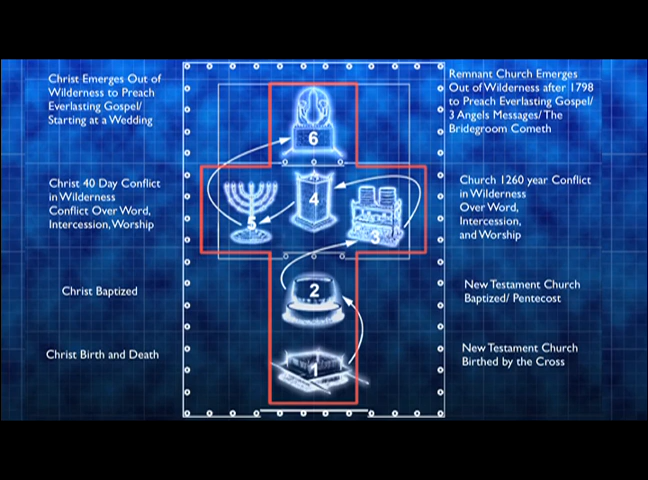 Christ Emerges Out of
Wilderness to Preach
Everlasting Gospel/
Starting at a Wedding
Remnant Church Emerges
Out of Wilderness after 1798
to Preach Everlasting Gospel/
3 Angels Messages/ The
Bridegroom Cometh
6
Christ 40 Day Conflict
in Wilderness
Conflict Over Word,
Intercession, Worship
5
4
3
Church 1260 year Conflict
in Wilderness
Over Word,
Intercession,
and Worship
Christ Baptized
2
New Testament Church
Baptized/ Pentecost
Christ Birth and Death
1
New Testament Church
Birthed by the Cross